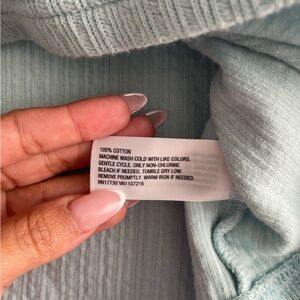 100% COTTON
MACHINE WASH COLD WITH LIKE COLORS.
GENTLE CYCLE. ONLY NON-CHLORINE
BLEACH IF NEEDED. TUMBLE DRY LOW.
REMOVE PROMPTLY. WARM IRON IF NEEDED.
RN17730 VN1107216